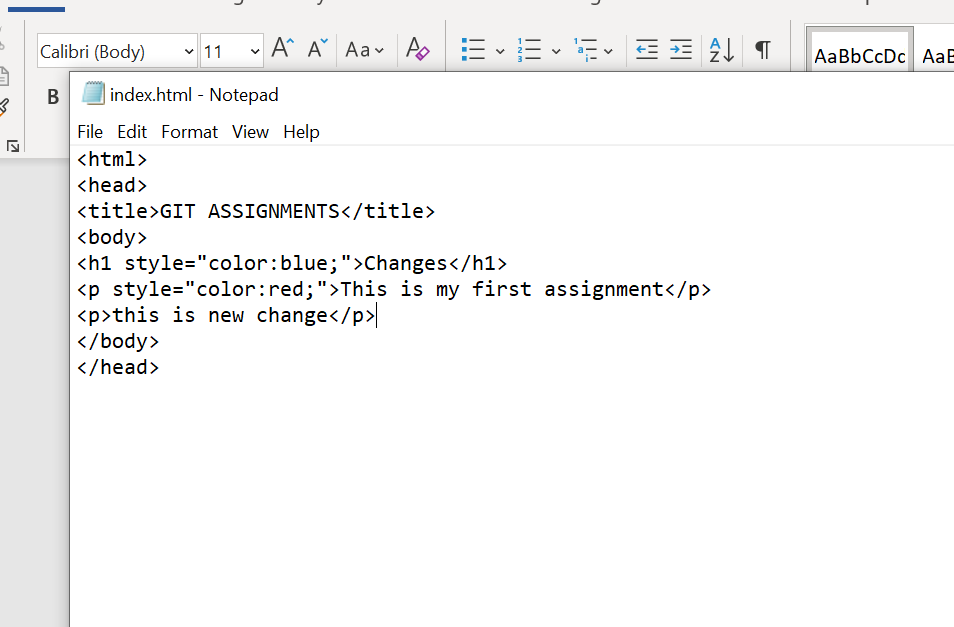 Calibri (Body) 11 A A Aa A AaBbCcDc AaB
B
index.html - Notepad
File Edit Format View Help
<html>
<head>
<title>GIT ASSIGNMENTS</title>
<body>
<h1 style="color:blue;">Changes</h1>
<p style="color:red;">This is my first assignment</p>
<p>this is new change</p>
</body>
</head>